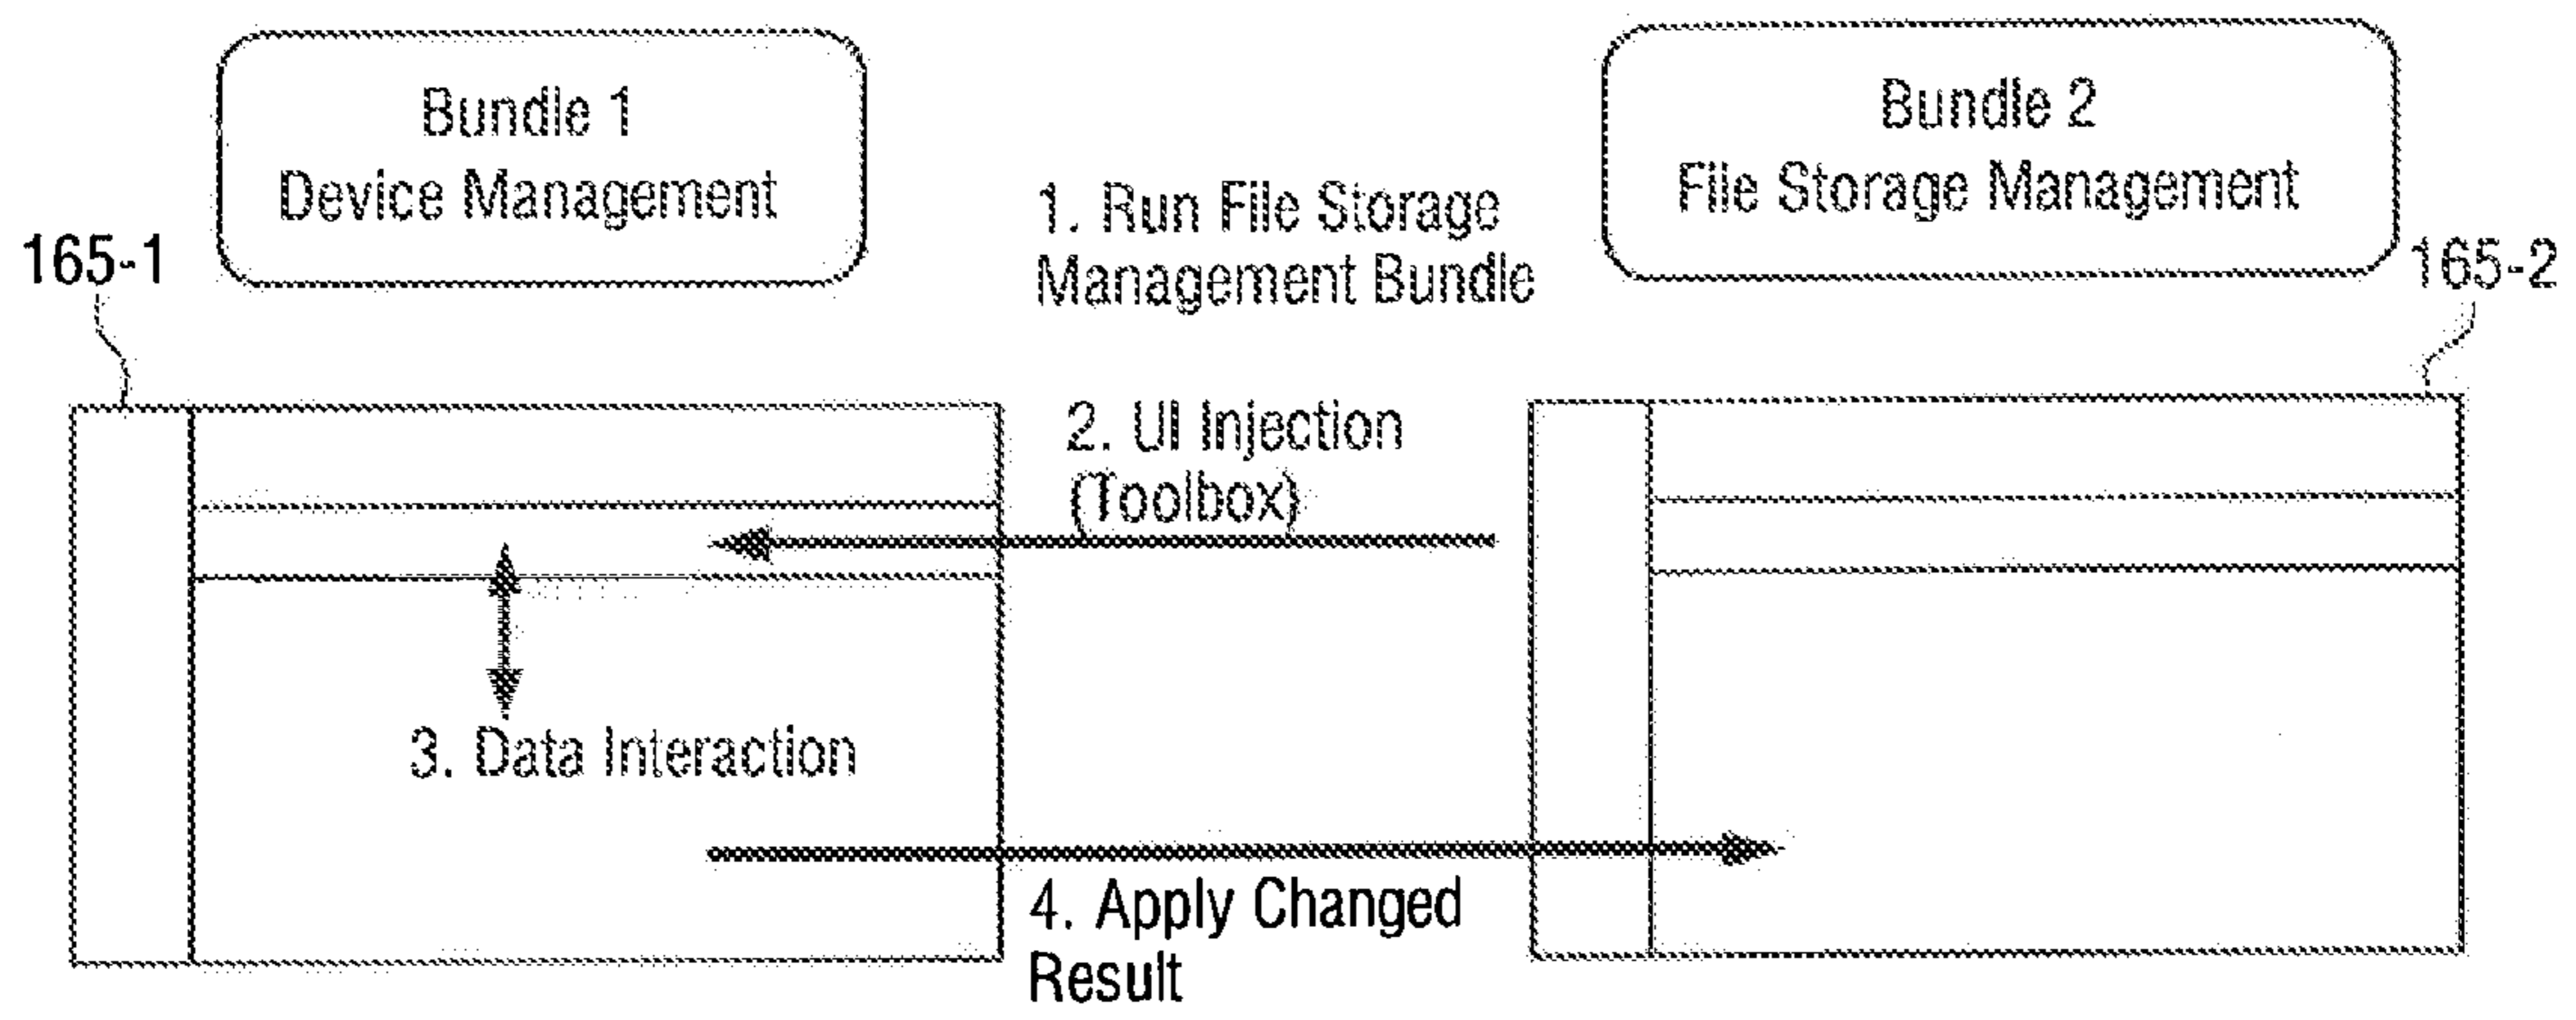 Bundle 1
Device Management
Bundle 2
File Storage Management
1. Run File Storage
Management Bundle
165-1
165-2
2. UI Injection
(Toolbox)
3. Data Interaction
4. Apply Changed
Result